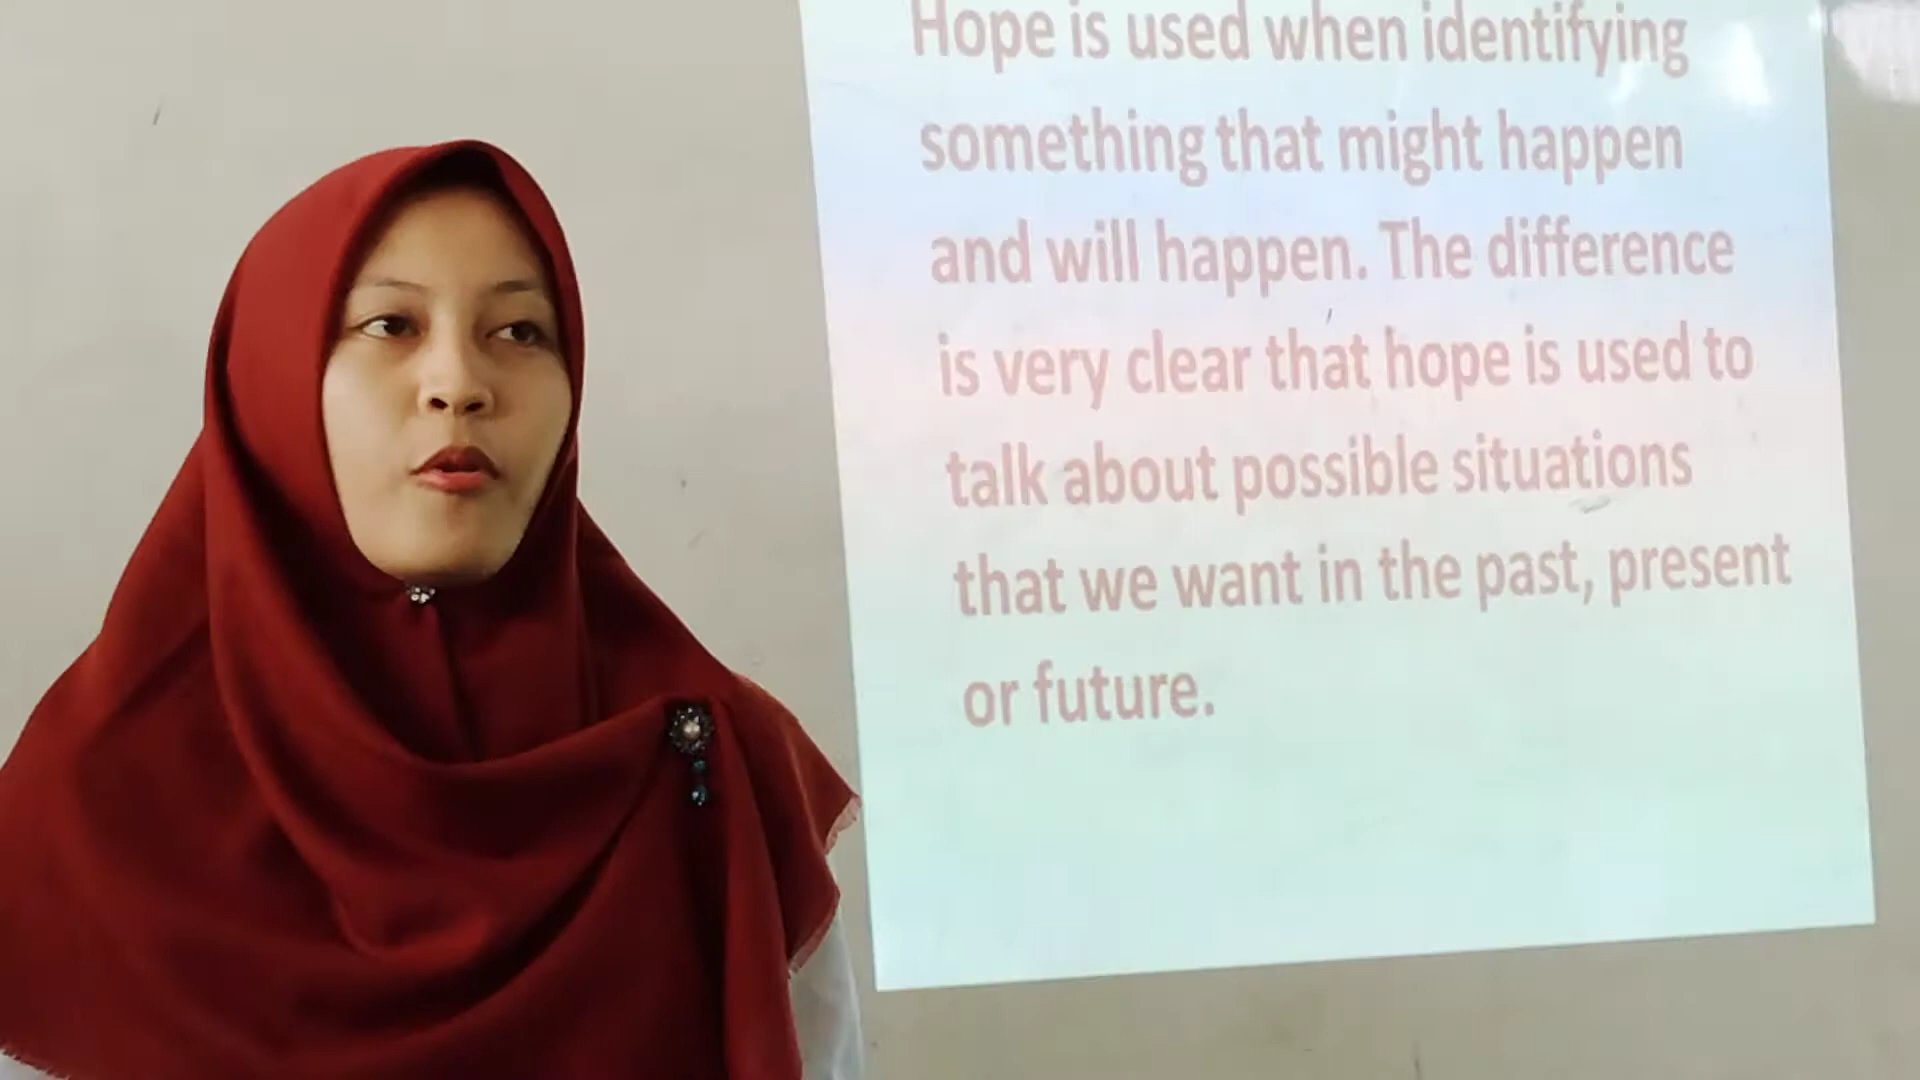 Hope is used when identifying
something that might happen
and will happen. The difference
is very clear that hope is used to
talk about possible situations
that we want in the past, present
or future.